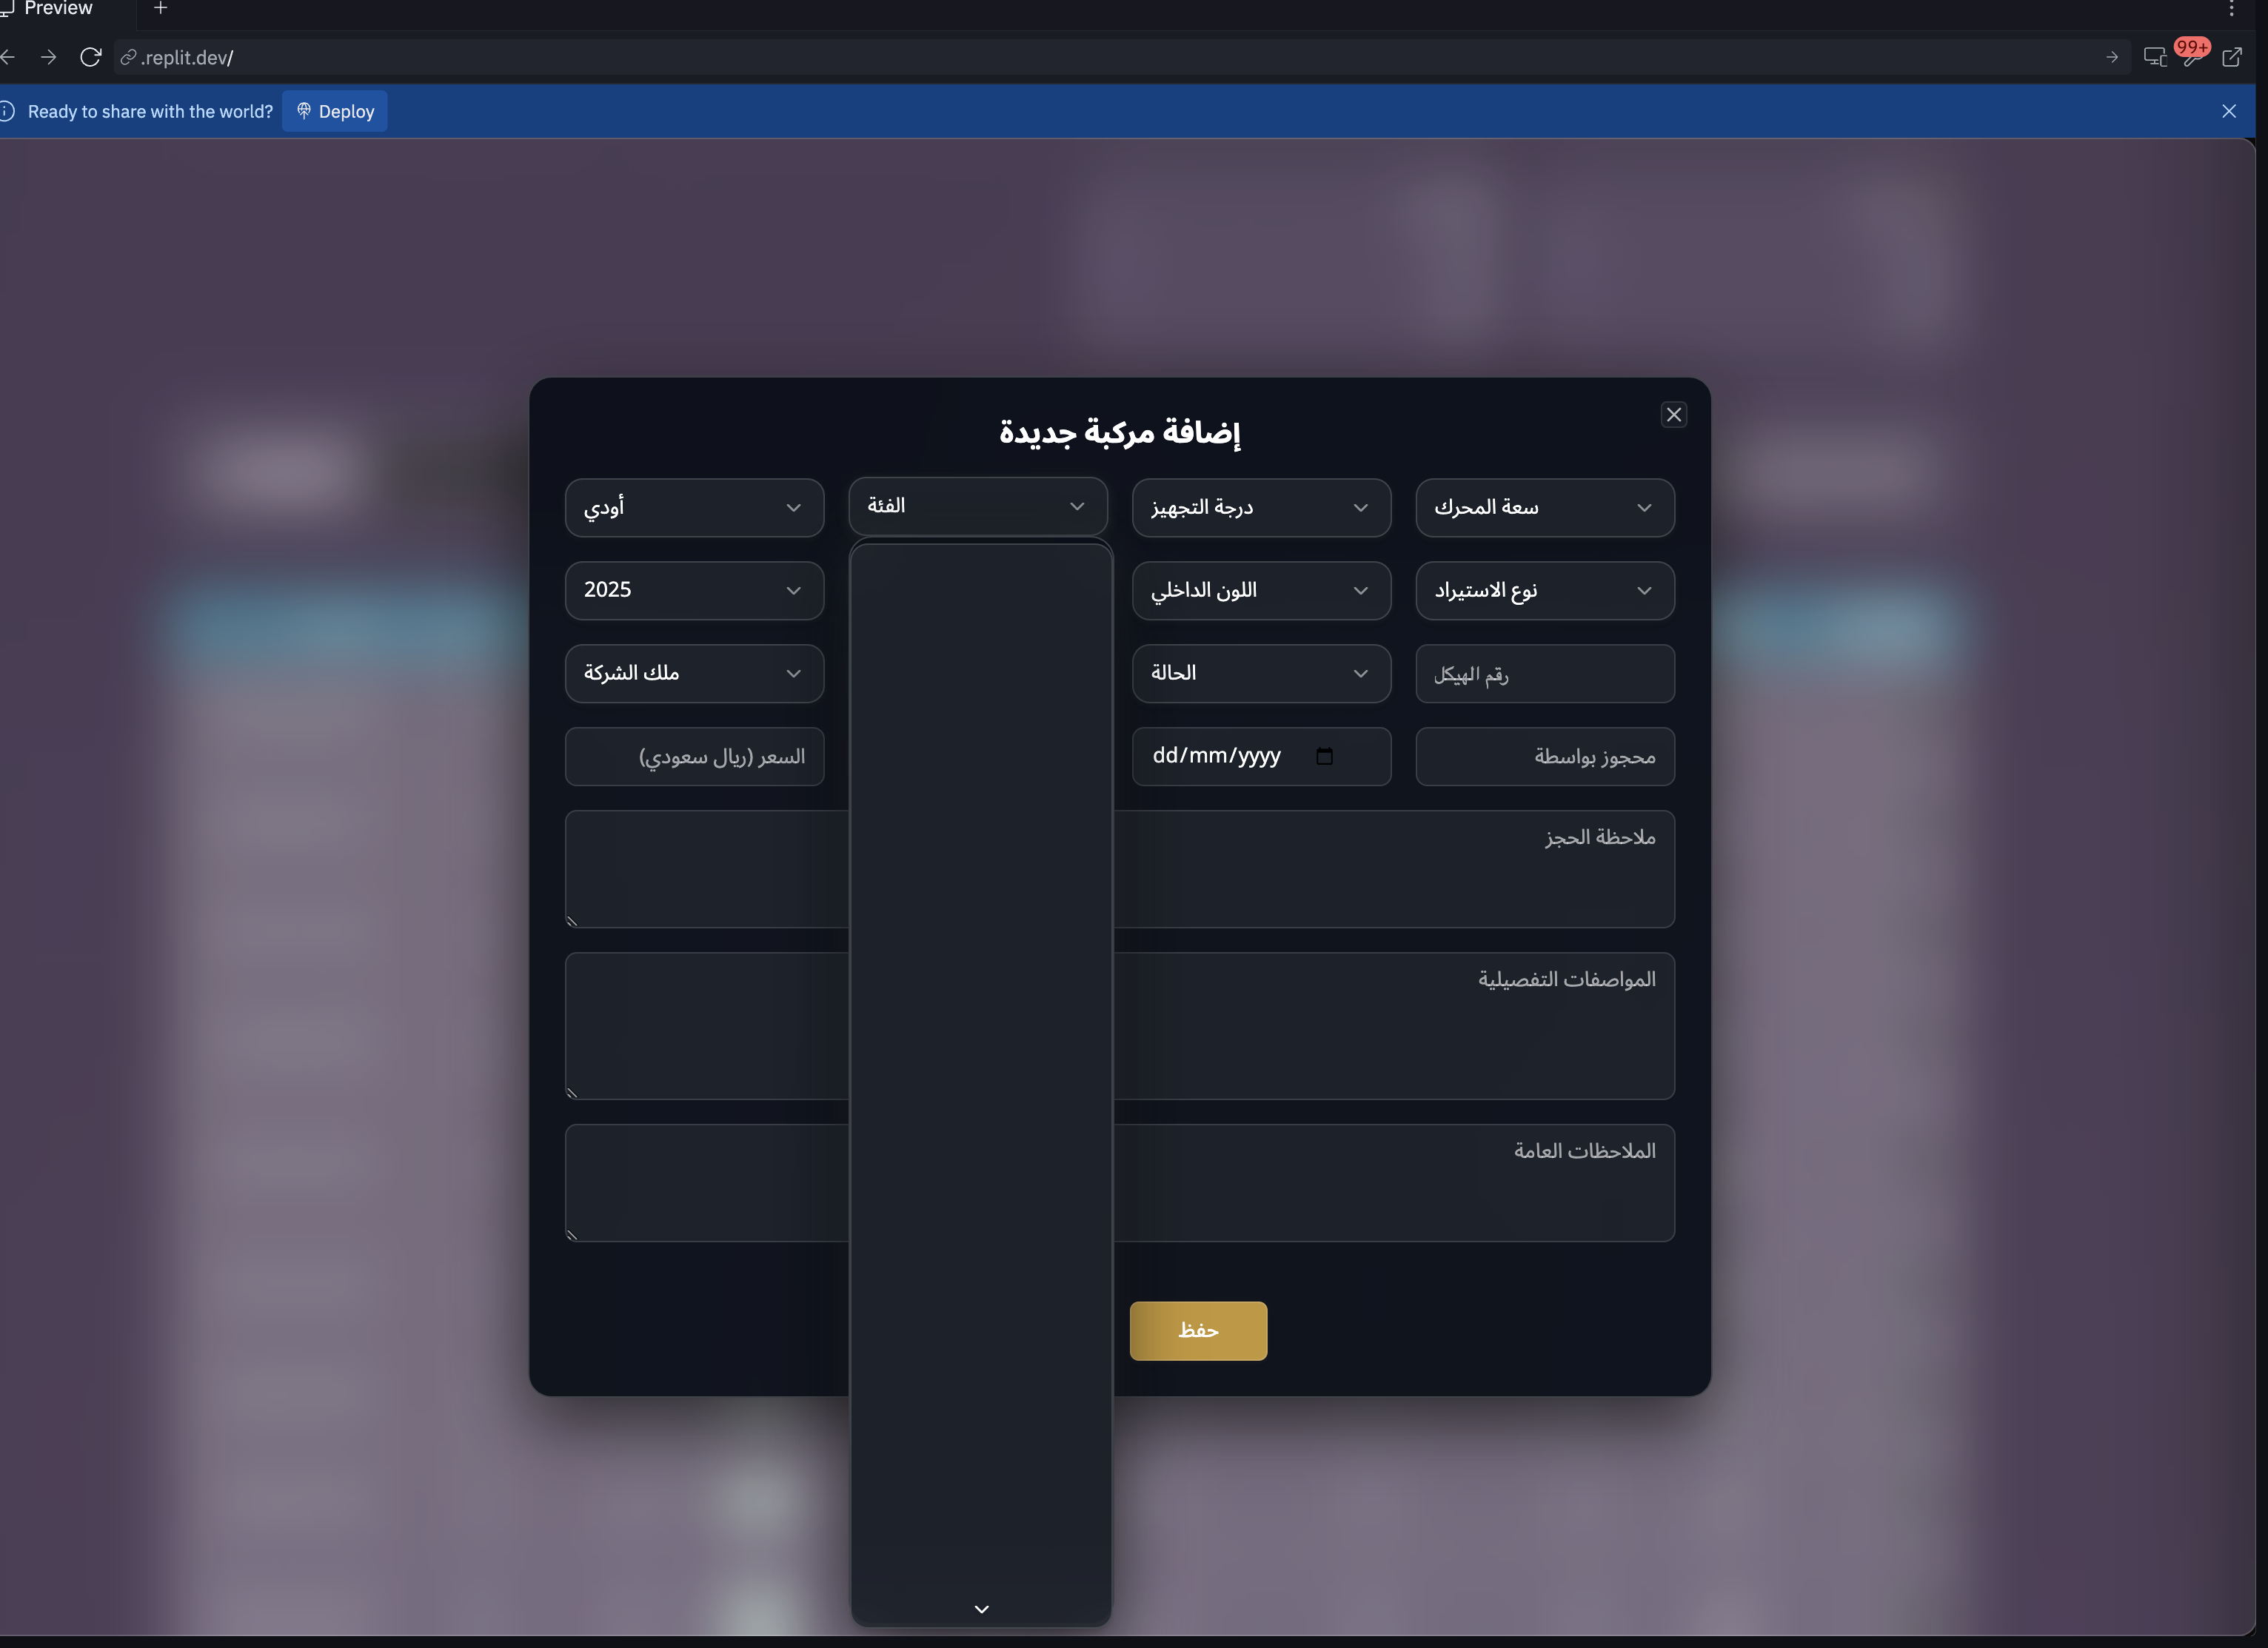 Preview
.replit.dev/
99+
Ready to share with the world?
Deploy
إضافة مركبة جديدة
أودي
الفئة
درجة التجهيز
سعة المحرك
2025
اللون الداخلي
نوع الاستيراد
ملك الشركة
الحالة
رقم الهيكل
السعر (ريال سعودي)
dd/mm/yyyy
محجوز بواسطة
ملاحظة الحجز
المواصفات التفصيلية
الملاحظات العامة
حفظ